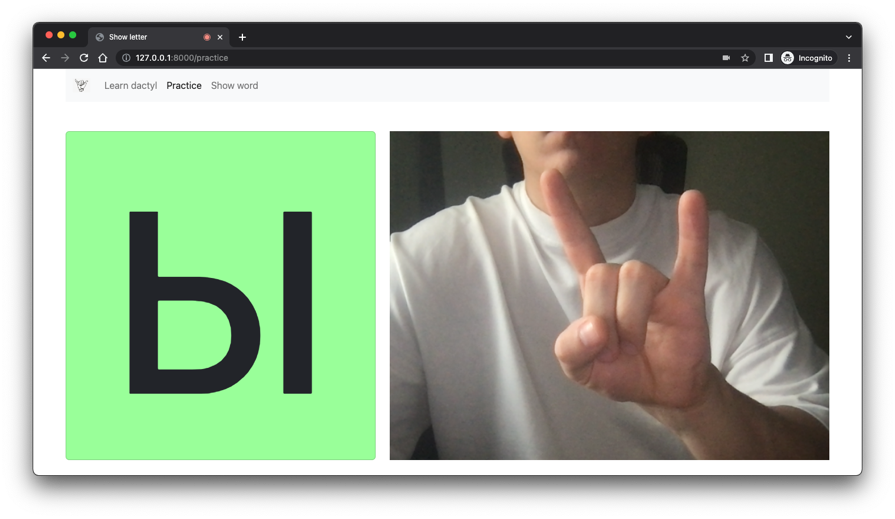 Show letter
127.0.0.1:8000/practice
Incognito
Learn dactyl Practice Show word
Ы